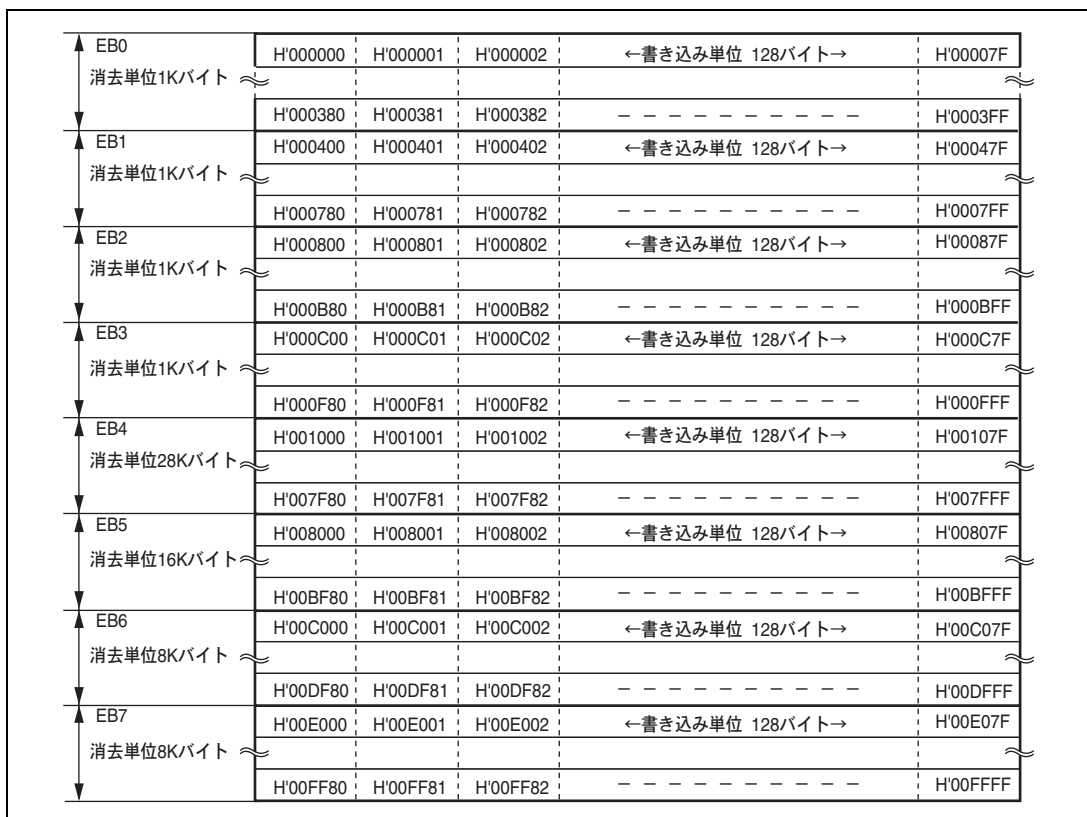 EB0
消去単位1Kバイト
H'000000 H'000001 H'000002 ←書き込み単位 128バイト→ H'00007F
H'000380 H'000381 H'000382 － － － － － － － － － － H'0003FF
EB1
消去単位1Kバイト
H'000400 H'000401 H'000402 ←書き込み単位 128バイト→ H'00047F
H'000780 H'000781 H'000782 － － － － － － － － － － H'0007FF
EB2
消去単位1Kバイト
H'000800 H'000801 H'000802 ←書き込み単位 128バイト→ H'00087F
H'000B80 H'000B81 H'000B82 － － － － － － － － － － H'000BFF
EB3
消去単位1Kバイト
H'000C00 H'000C01 H'000C02 ←書き込み単位 128バイト→ H'000C7F
H'000F80 H'000F81 H'000F82 － － － － － － － － － － H'000FFF
EB4
消去単位28Kバイト
H'001000 H'001001 H'001002 ←書き込み単位 128バイト→ H'00107F
H'007F80 H'007F81 H'007F82 － － － － － － － － － － H'007FFF
EB5
消去単位16Kバイト
H'008000 H'008001 H'008002 ←書き込み単位 128バイト→ H'00807F
H'00BF80 H'00BF81 H'00BF82 － － － － － － － － － － H'00BFFF
EB6
消去単位8Kバイト
H'00C000 H'00C001 H'00C002 ←書き込み単位 128バイト→ H'00C07F
H'00DF80 H'00DF81 H'00DF82 － － － － － － － － － － H'00DFFF
EB7
消去単位8Kバイト
H'00E000 H'00E001 H'00E002 ←書き込み単位 128バイト→ H'00E07F
H'00FF80 H'00FF81 H'00FF82 － － － － － － － － － － H'00FFFF